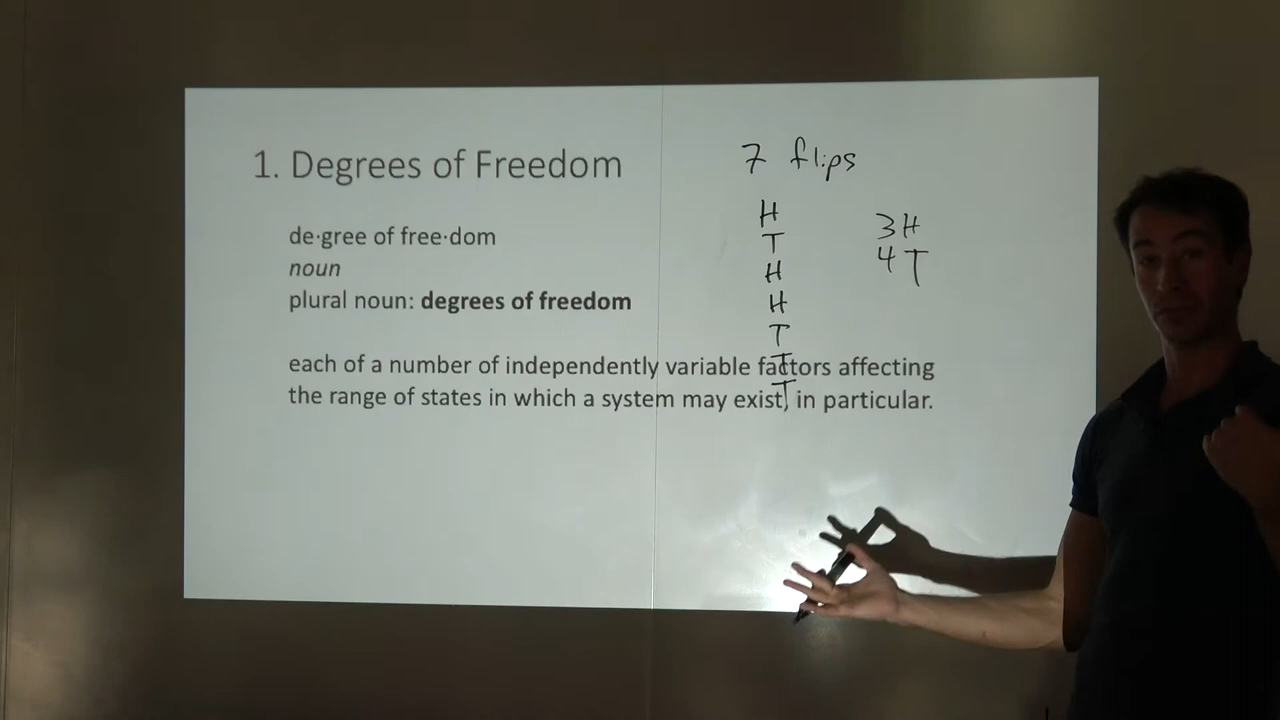 1. Degrees of Freedom
de·gree of free·dom
noun
plural noun: degrees of freedom
each of a number of independently variable factors affecting
the range of states in which a system may exist, in particular.
7 flips
H
T
H
H
T
T
T
3H
4T